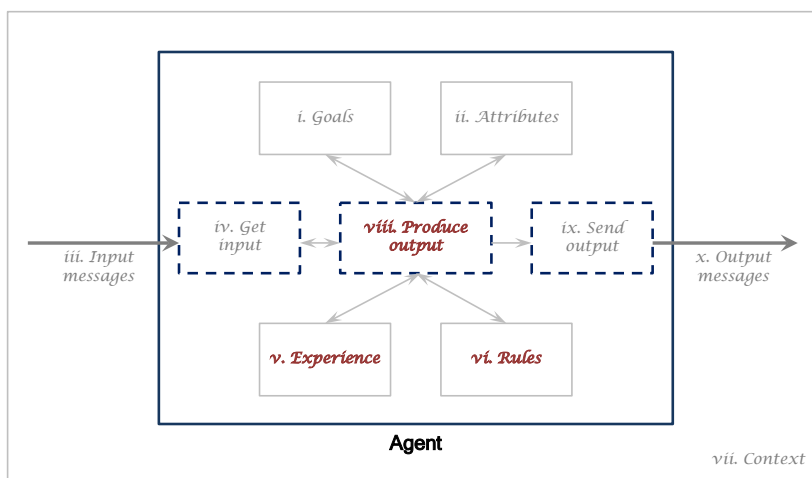 i. Goals
ii. Attributes
iv. Get
input
viii. Produce
output
ix. Send
output
iii. Input
messages
x. Output
messages
v. Experience
vi. Rules
Agent
vii. Context